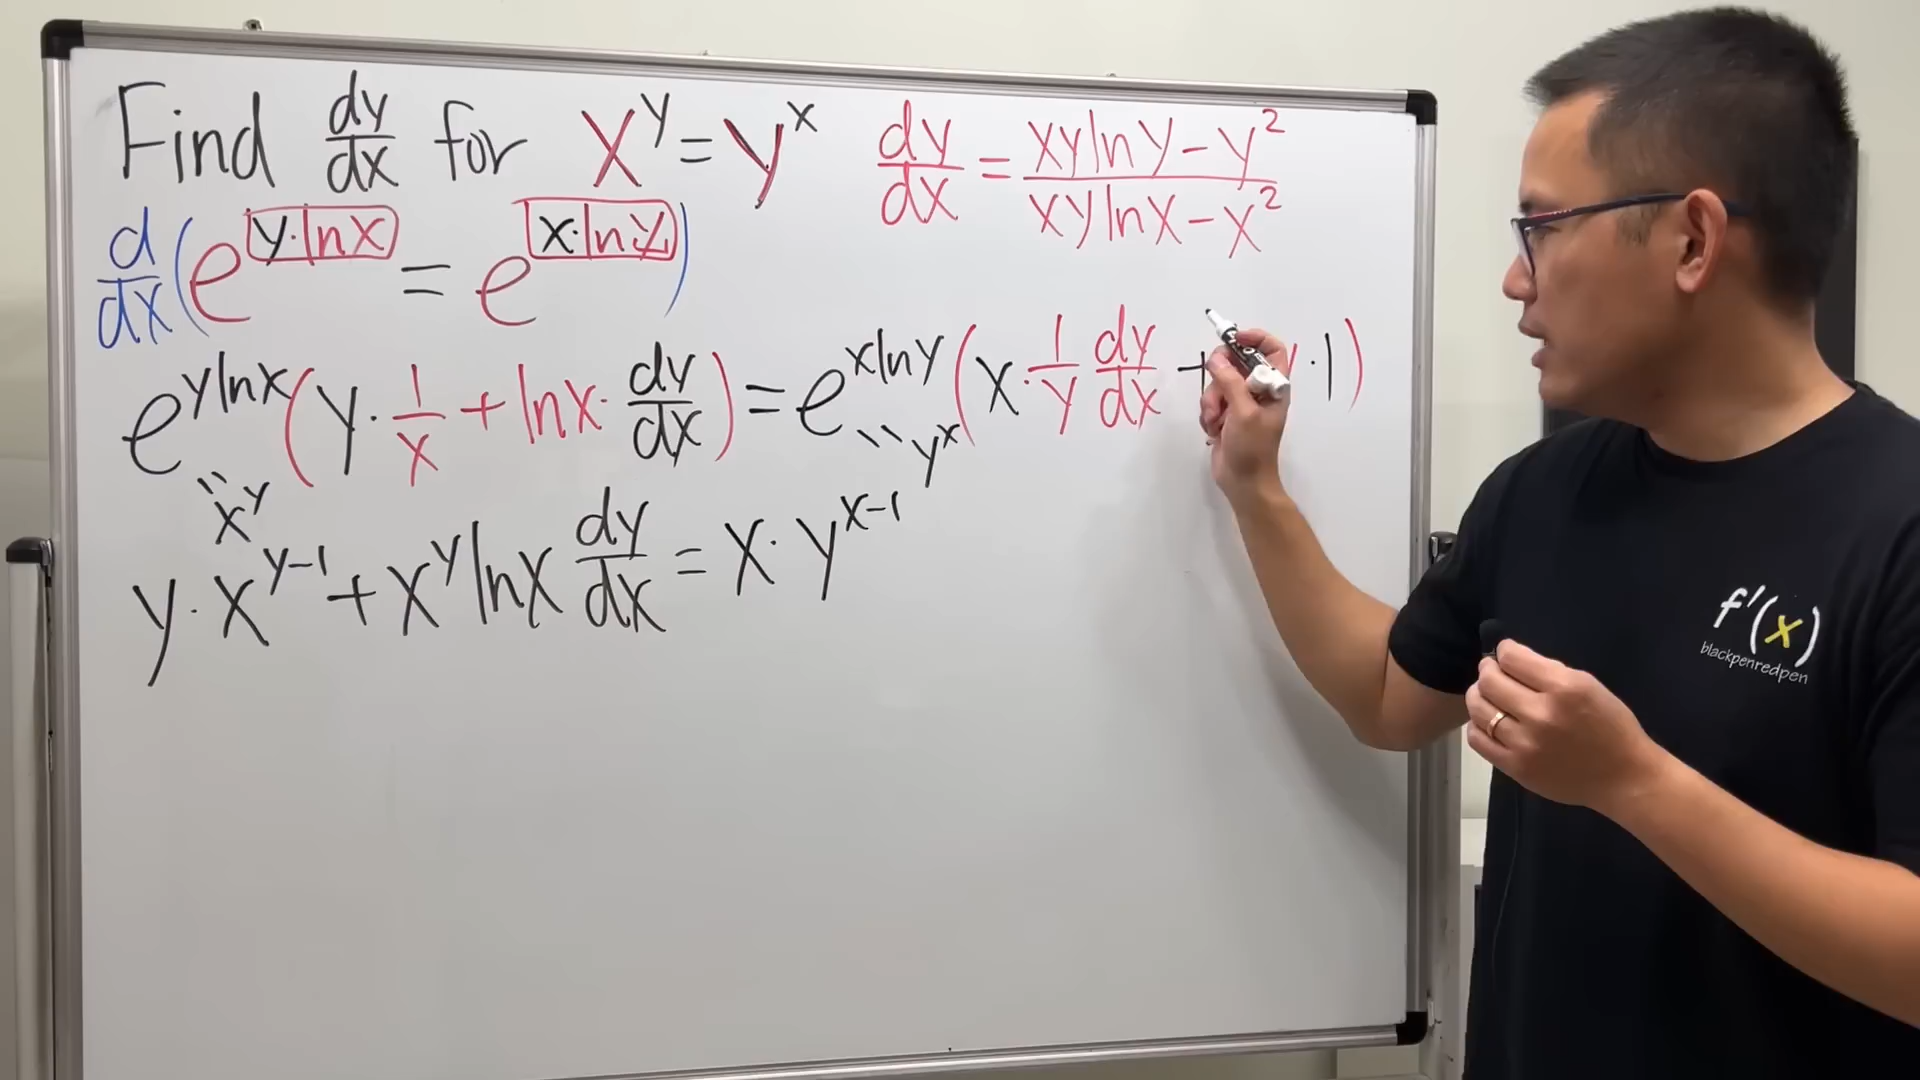 Find dy/dx for x^y = y^x dy/dx = (xy ln y - y^2)/(xy ln x - x^2)
d/dx (e^(y·ln x) = e^(x·ln y))
e^(y ln x) (y · 1/x + ln x · dy/dx) = e^(x ln y) (x · 1/y dy/dx + y · 1)
" x^y " y^x
y · x^(y-1) + x^y ln x dy/dx = x · y^(x-1)
f'(x)
blackpenredpen